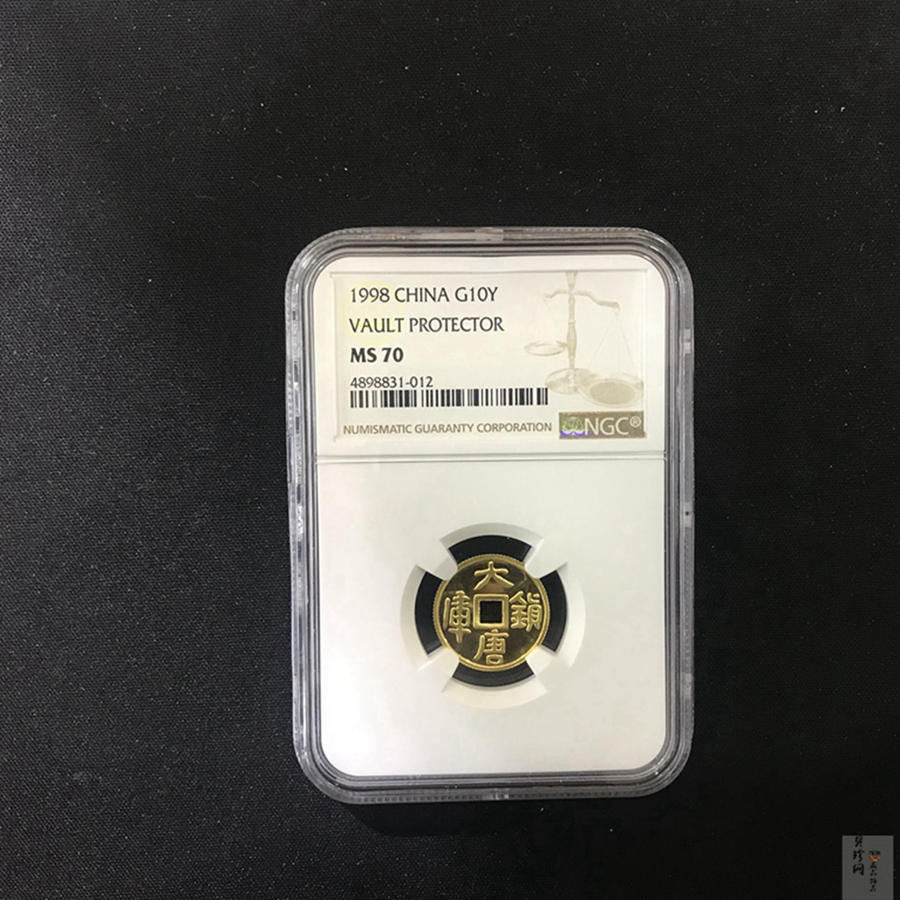 1998 CHINA G10Y
VAULT PROTECTOR
MS 70
4898831-012
NUMISMATIC GUARANTY CORPORATION
NGC®
大
庫 鎮
唐